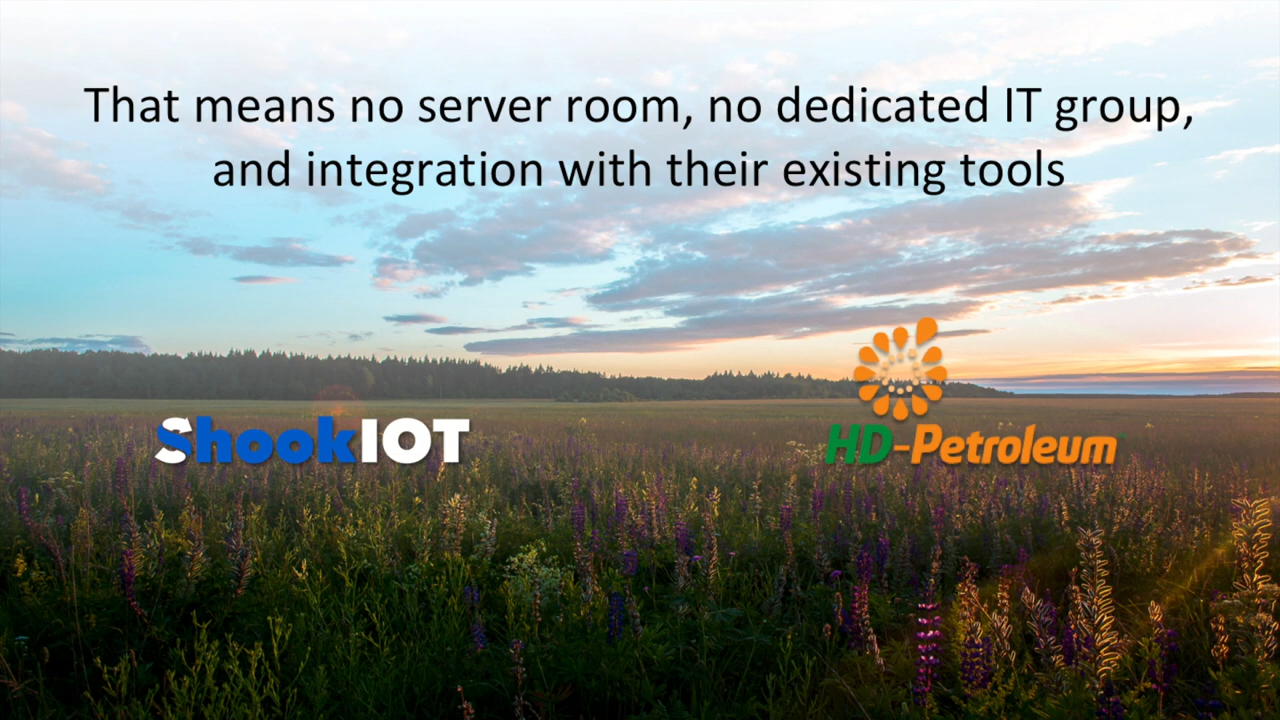 That means no server room, no dedicated IT group,
and integration with their existing tools
ShookIOT
HD-Petroleum